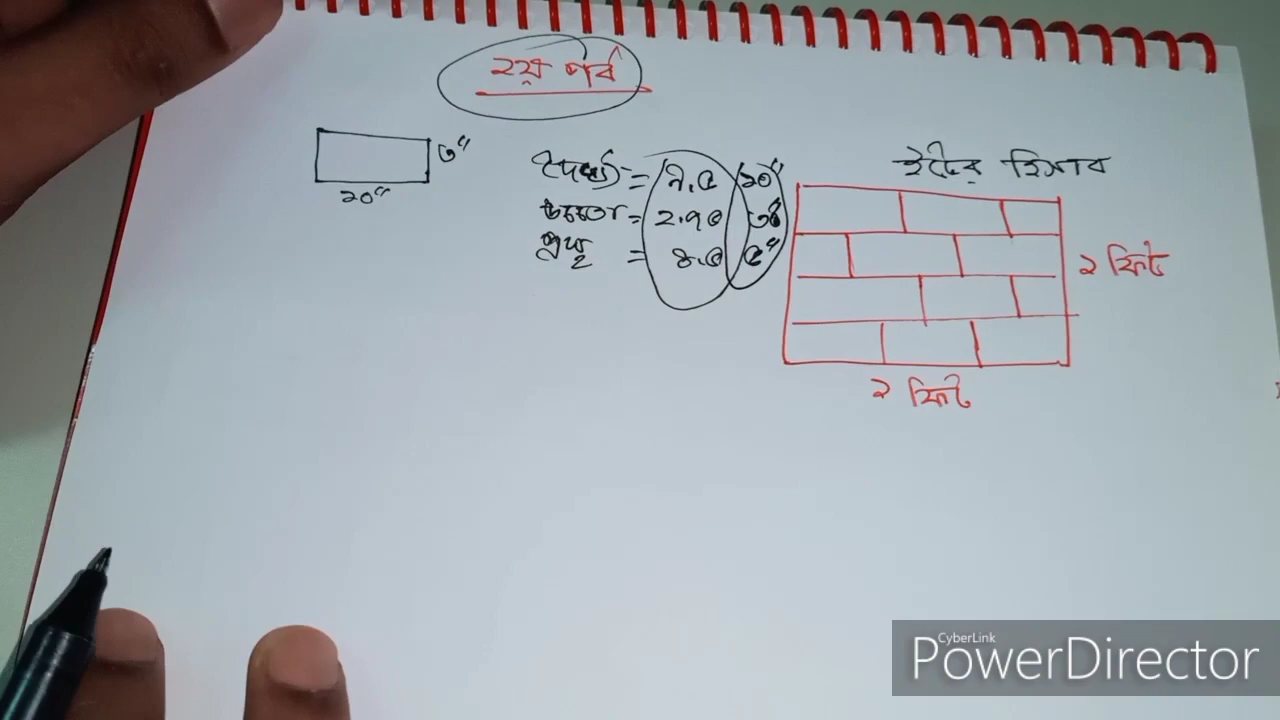 ২য় পর্ব
৩"
১০"
দৈর্ঘ্য = ৯.৫ ১০"
উচ্চতা = ২.৭৫ ৩"
প্রস্থ = ৪.৫ ৫"
ইটের হিসাব
২ ফিট
২ ফিট
CyberLink
PowerDirector